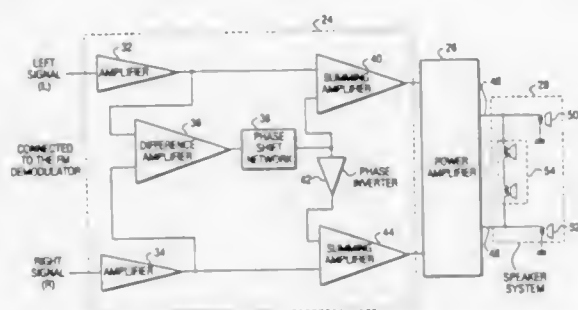 24
32
AMPLIFIER
LEFT
SIGNAL
(L)
40
SUMMING
AMPLIFIER
26
46
28
50
36
DIFFERENCE
AMPLIFIER
38
PHASE
SHIFT
NETWORK
CONNECTED
TO THE FM
DEMODULATOR
42
PHASE
INVERTER
POWER
AMPLIFIER
54
34
AMPLIFIER
RIGHT
SIGNAL
(R)
44
SUMMING
AMPLIFIER
48
52
SPEAKER
SYSTEM